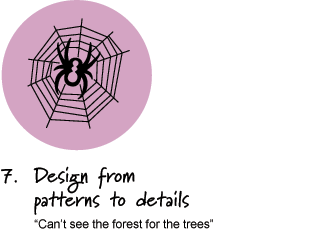 7. Design from
patterns to details
“Can’t see the forest for the trees”